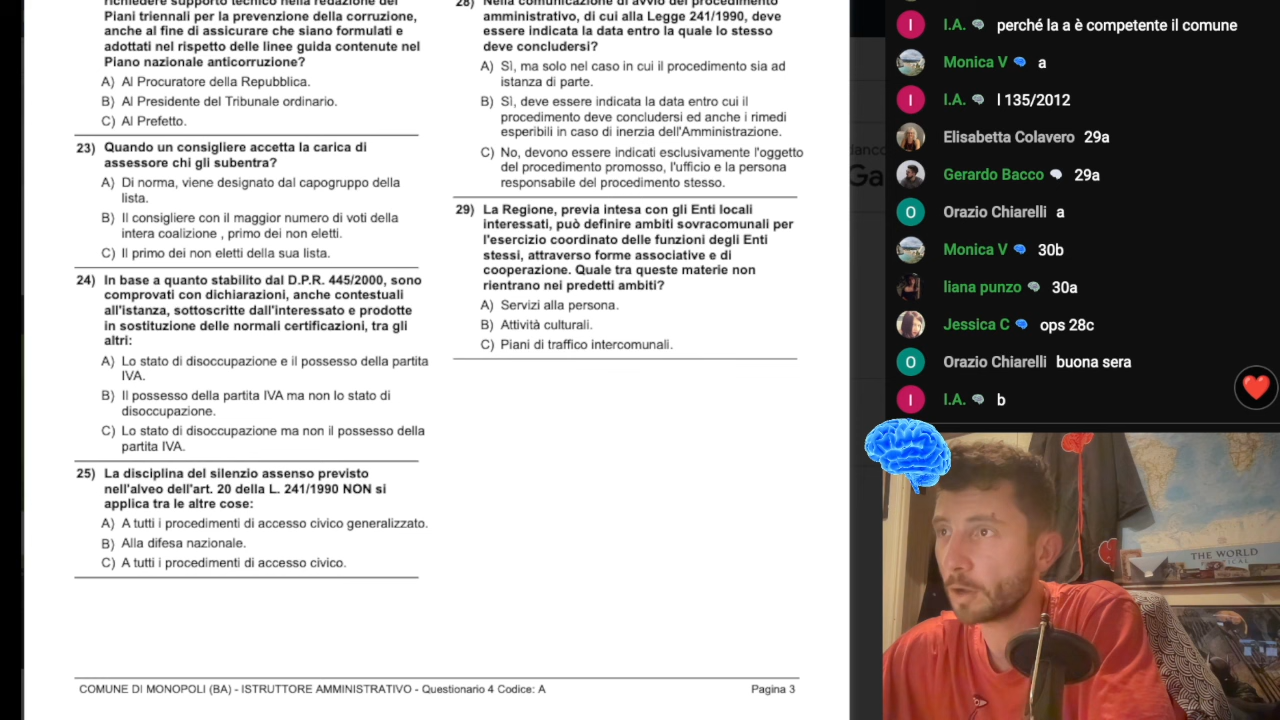 richiedere supporto tecnico nella redazione dei
Piani triennali per la prevenzione della corruzione,
anche al fine di assicurare che siano formulati e
adottati nel rispetto delle linee guida contenute nel
Piano nazionale anticorruzione?
A) Al Procuratore della Repubblica.
B) Al Presidente del Tribunale ordinario.
C) Al Prefetto.
23) Quando un consigliere accetta la carica di
assessore chi gli subentra?
A) Di norma, viene designato dal capogruppo della
lista.
B) Il consigliere con il maggior numero di voti della
intera coalizione , primo dei non eletti.
C) Il primo dei non eletti della sua lista.
24) In base a quanto stabilito dal D.P.R. 445/2000, sono
comprovati con dichiarazioni, anche contestuali
all'istanza, sottoscritte dall'interessato e prodotte
in sostituzione delle normali certificazioni, tra gli
altri:
A) Lo stato di disoccupazione e il possesso della partita
IVA.
B) Il possesso della partita IVA ma non lo stato di
disoccupazione.
C) Lo stato di disoccupazione ma non il possesso della
partita IVA.
25) La disciplina del silenzio assenso previsto
nell'alveo dell'art. 20 della L. 241/1990 NON si
applica tra le altre cose:
A) A tutti i procedimenti di accesso civico generalizzato.
B) Alla difesa nazionale.
C) A tutti i procedimenti di accesso civico.
28) Nella comunicazione di avvio del procedimento
amministrativo, di cui alla Legge 241/1990, deve
essere indicata la data entro la quale lo stesso
deve concludersi?
A) Sì, ma solo nel caso in cui il procedimento sia ad
istanza di parte.
B) Sì, deve essere indicata la data entro cui il
procedimento deve concludersi ed anche i rimedi
esperibili in caso di inerzia dell'Amministrazione.
C) No, devono essere indicati esclusivamente l'oggetto
del procedimento promosso, l'ufficio e la persona
responsabile del procedimento stesso.
29) La Regione, previa intesa con gli Enti locali
interessati, può definire ambiti sovracomunali per
l'esercizio coordinato delle funzioni degli Enti
stessi, attraverso forme associative e di
cooperazione. Quale tra queste materie non
rientrano nei predetti ambiti?
A) Servizi alla persona.
B) Attività culturali.
C) Piani di traffico intercomunali.
COMUNE DI MONOPOLI (BA) - ISTRUTTORE AMMINISTRATIVO - Questionario 4 Codice: A
Pagina 3
I I.A. perché la a è competente il comune
Monica V a
I I.A. l 135/2012
Elisabetta Colavero 29a
Gerardo Bacco 29a
O Orazio Chiarelli a
Monica V 30b
liana punzo 30a
Jessica C ops 28c
O Orazio Chiarelli buona sera
I I.A. b
THE WORLD